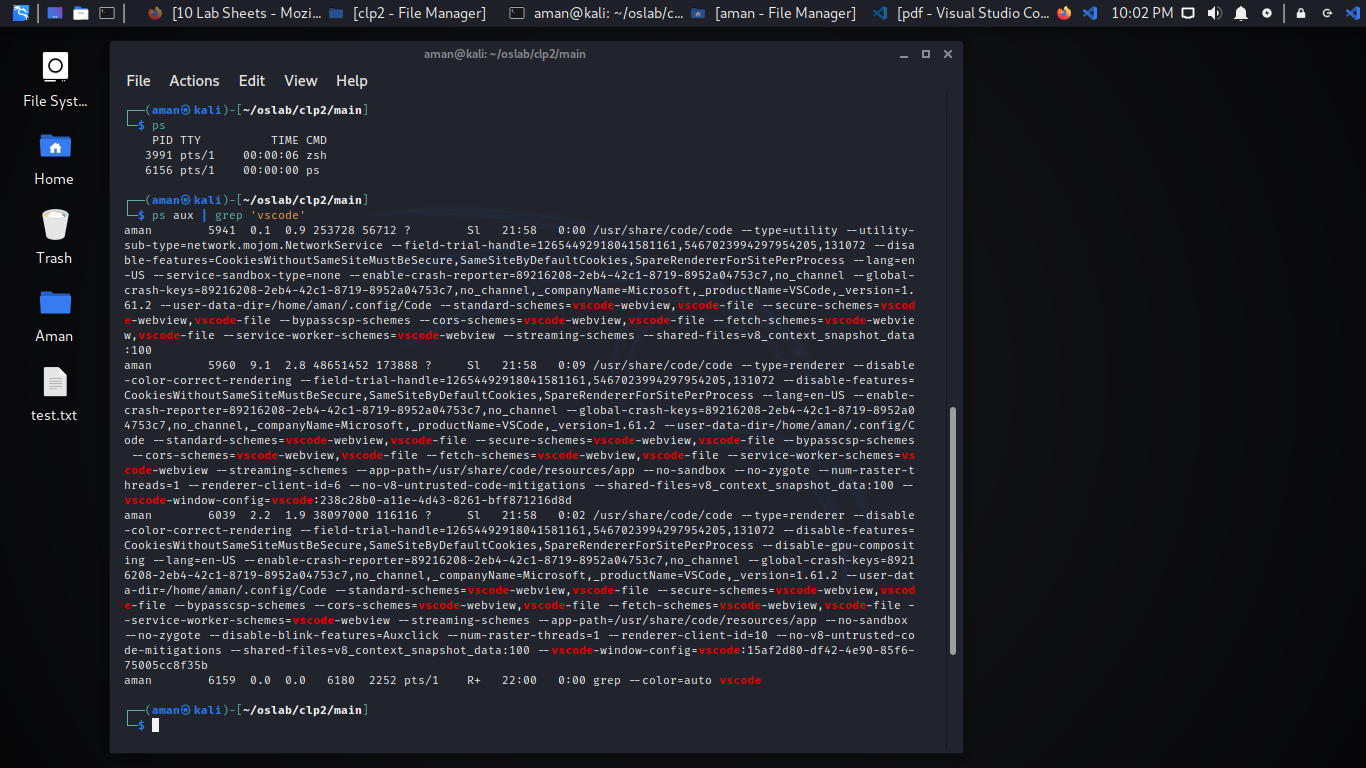 [10 Lab Sheets - Mozi... [clp2 - File Manager] aman@kali: ~/oslab/c... [aman - File Manager] [pdf - Visual Studio Co... 10:02 PM
File Syst...
Home
Trash
Aman
test.txt
aman@kali: ~/oslab/clp2/main
File Actions Edit View Help
┌──(aman㉿kali)-[~/oslab/clp2/main]
└─$ ps
    PID TTY          TIME CMD
   3991 pts/1    00:00:06 zsh
   6156 pts/1    00:00:00 ps
┌──(aman㉿kali)-[~/oslab/clp2/main]
└─$ ps aux | grep 'vscode'
aman        5941  0.1  0.9 253728 56712 ?        Sl   21:58   0:00 /usr/share/code/code --type=utility --utility-
sub-type=network.mojom.NetworkService --field-trial-handle=12654492918041581161,5467023994297954205,131072 --disa
ble-features=CookiesWithoutSameSiteMustBeSecure,SameSiteByDefaultCookies,SpareRendererForSitePerProcess --lang=en
-US --service-sandbox-type=none --enable-crash-reporter=89216208-2eb4-42c1-8719-8952a04753c7,no_channel --global-
crash-keys=89216208-2eb4-42c1-8719-8952a04753c7,no_channel,_companyName=Microsoft,_productName=VSCode,_version=1.
61.2 --user-data-dir=/home/aman/.config/Code --standard-schemes=vscode-webview,vscode-file --secure-schemes=vscod
e-webview,vscode-file --bypasscsp-schemes --cors-schemes=vscode-webview,vscode-file --fetch-schemes=vscode-webvie
w,vscode-file --service-worker-schemes=vscode-webview --streaming-schemes --shared-files=v8_context_snapshot_data
:100
aman        5960  9.1  2.8 48651452 173888 ?     Sl   21:58   0:09 /usr/share/code/code --type=renderer --disable
-color-correct-rendering --field-trial-handle=12654492918041581161,5467023994297954205,131072 --disable-features=
CookiesWithoutSameSiteMustBeSecure,SameSiteByDefaultCookies,SpareRendererForSitePerProcess --lang=en-US --enable-
crash-reporter=89216208-2eb4-42c1-8719-8952a04753c7,no_channel --global-crash-keys=89216208-2eb4-42c1-8719-8952a0
4753c7,no_channel,_companyName=Microsoft,_productName=VSCode,_version=1.61.2 --user-data-dir=/home/aman/.config/C
ode --standard-schemes=vscode-webview,vscode-file --secure-schemes=vscode-webview,vscode-file --bypasscsp-schemes
 --cors-schemes=vscode-webview,vscode-file --fetch-schemes=vscode-webview,vscode-file --service-worker-schemes=vs
code-webview --streaming-schemes --app-path=/usr/share/code/resources/app --no-sandbox --no-zygote --num-raster-t
hreads=1 --renderer-client-id=6 --no-v8-untrusted-code-mitigations --shared-files=v8_context_snapshot_data:100 --
vscode-window-config=vscode:238c28b0-a11e-4d43-8261-bff871216d8d
aman        6039  2.2  1.9 38097000 116116 ?     Sl   21:58   0:02 /usr/share/code/code --type=renderer --disable
-color-correct-rendering --field-trial-handle=12654492918041581161,5467023994297954205,131072 --disable-features=
CookiesWithoutSameSiteMustBeSecure,SameSiteByDefaultCookies,SpareRendererForSitePerProcess --disable-gpu-composit
ing --lang=en-US --enable-crash-reporter=89216208-2eb4-42c1-8719-8952a04753c7,no_channel --global-crash-keys=8921
6208-2eb4-42c1-8719-8952a04753c7,no_channel,_companyName=Microsoft,_productName=VSCode,_version=1.61.2 --user-dat
a-dir=/home/aman/.config/Code --standard-schemes=vscode-webview,vscode-file --secure-schemes=vscode-webview,vscod
e-file --bypasscsp-schemes --cors-schemes=vscode-webview,vscode-file --fetch-schemes=vscode-webview,vscode-file -
-service-worker-schemes=vscode-webview --streaming-schemes --app-path=/usr/share/code/resources/app --no-sandbox
--no-zygote --disable-blink-features=Auxclick --num-raster-threads=1 --renderer-client-id=10 --no-v8-untrusted-co
de-mitigations --shared-files=v8_context_snapshot_data:100 --vscode-window-config=vscode:15af2d80-df42-4e90-85f6-
75005cc8f35b
aman        6159  0.0  0.0   6180  2252 pts/1    R+   22:00   0:00 grep --color=auto vscode
┌──(aman㉿kali)-[~/oslab/clp2/main]
└─$